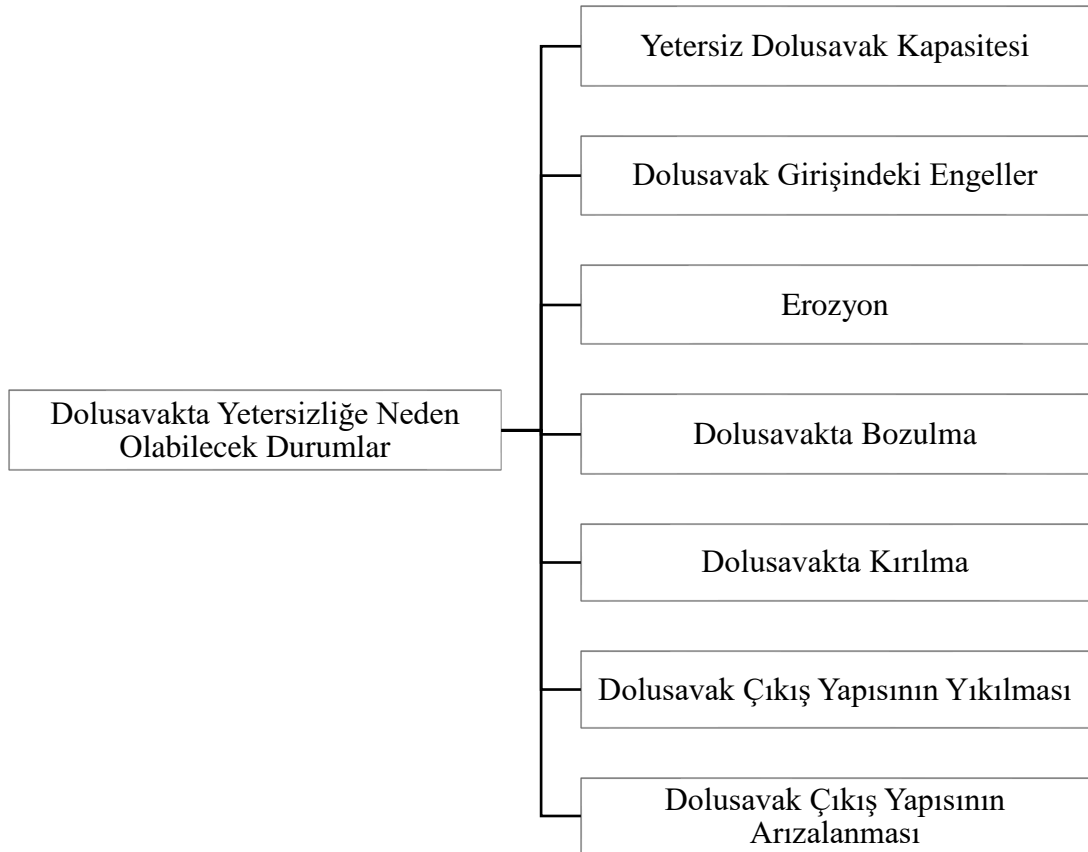 Yetersiz Dolusavak Kapasitesi
Dolusavak Girişindeki Engeller
Erozyon
Dolusavakta Yetersizliğe Neden
Olabilecek Durumlar
Dolusavakta Bozulma
Dolusavakta Kırılma
Dolusavak Çıkış Yapısının Yıkılması
Dolusavak Çıkış Yapısının
Arızalanması